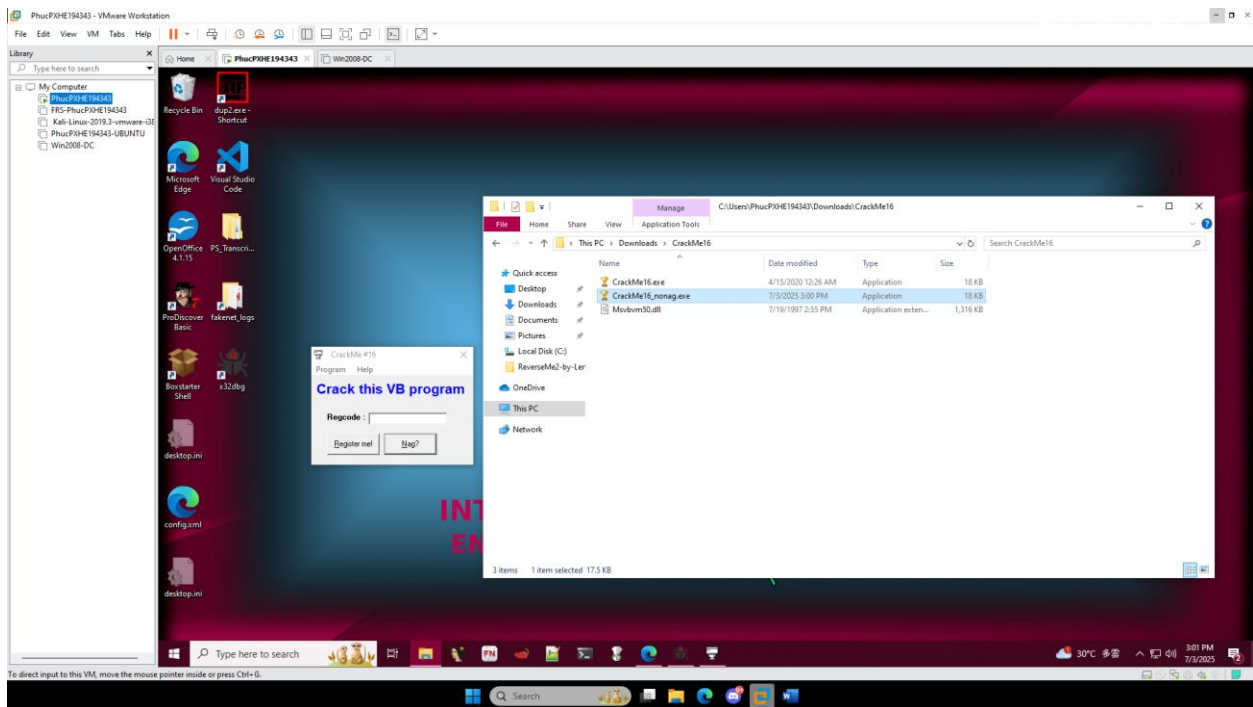 PhucPXHE194343 - VMware Workstation
File Edit View VM Tabs Help
Library
Type here to search
My Computer
PhucPXHE194343
FRS-PhucPXHE194343
Kali-Linux-2019.3-vmware-i38
PhucPXHE194343-UBUNTU
Win2008-DC
Home
PhucPXHE194343
Win2008-DC
Recycle Bin
dup2.exe - Shortcut
Microsoft Edge
Visual Studio Code
OpenOffice 4.1.15
PS_Transcri...
ProDiscover Basic
fakenet_logs
Boxstarter Shell
x32dbg
desktop.ini
config.xml
desktop.ini
CrackMe #16
Program Help
Crack this VB program
Regcode :
Register me!
Nag?
Manage
C:\Users\PhucPXHE194343\Downloads\CrackMe16
File Home Share View Application Tools
This PC > Downloads > CrackMe16
Search CrackMe16
Name Date modified Type Size
Quick access
Desktop
Downloads
Documents
Pictures
Local Disk (C:)
ReverseMe2-by-Ler
OneDrive
This PC
Network
CrackMe16.exe 4/15/2020 12:26 AM Application 18 KB
CrackMe16_nonag.exe 7/3/2025 3:00 PM Application 18 KB
Msvbvm50.dll 7/19/1997 2:55 PM Application exten... 1,316 KB
3 items 1 item selected 17.5 KB
INT
EN
Type here to search
FN
30°C 多雲
3:01 PM
7/3/2025
To direct input to this VM, move the mouse pointer inside or press Ctrl+G.
Search